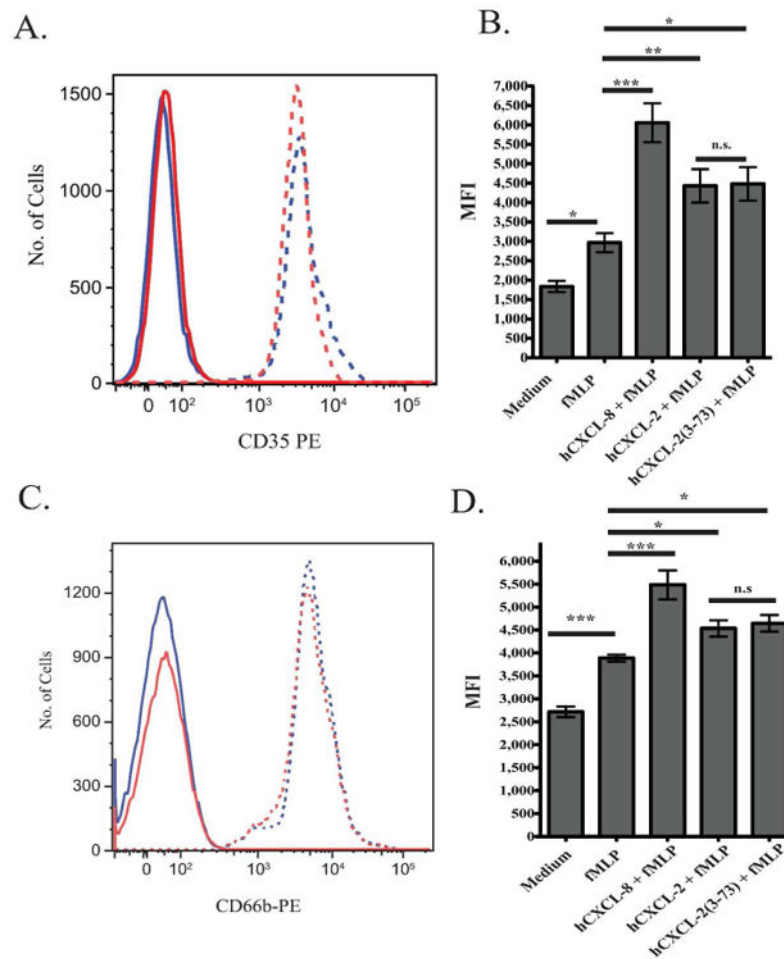 A.
1500
1000
500
0
No. of Cells
0 10² 10³ 10⁴ 10⁵
CD35 PE
B.
*
**
***
n.s.
*
7,000
6,500
6,000
5,500
5,000
4,500
4,000
3,500
3,000
2,500
2,000
1,500
1,000
500
0
MFI
Medium
fMLP
hCXCL-8 + fMLP
hCXCL-2 + fMLP
hCXCL-2(3-73) + fMLP
C.
1200
900
600
300
0
No. of Cells
0 10² 10³ 10⁴ 10⁵
CD66b-PE
D.
*
*
***
n.s
***
6,000
5,500
5,000
4,500
4,000
3,500
3,000
2,500
2,000
1,500
1,000
500
0
MFI
Medium
fMLP
hCXCL-8 + fMLP
hCXCL-2 + fMLP
hCXCL-2(3-73) + fMLP